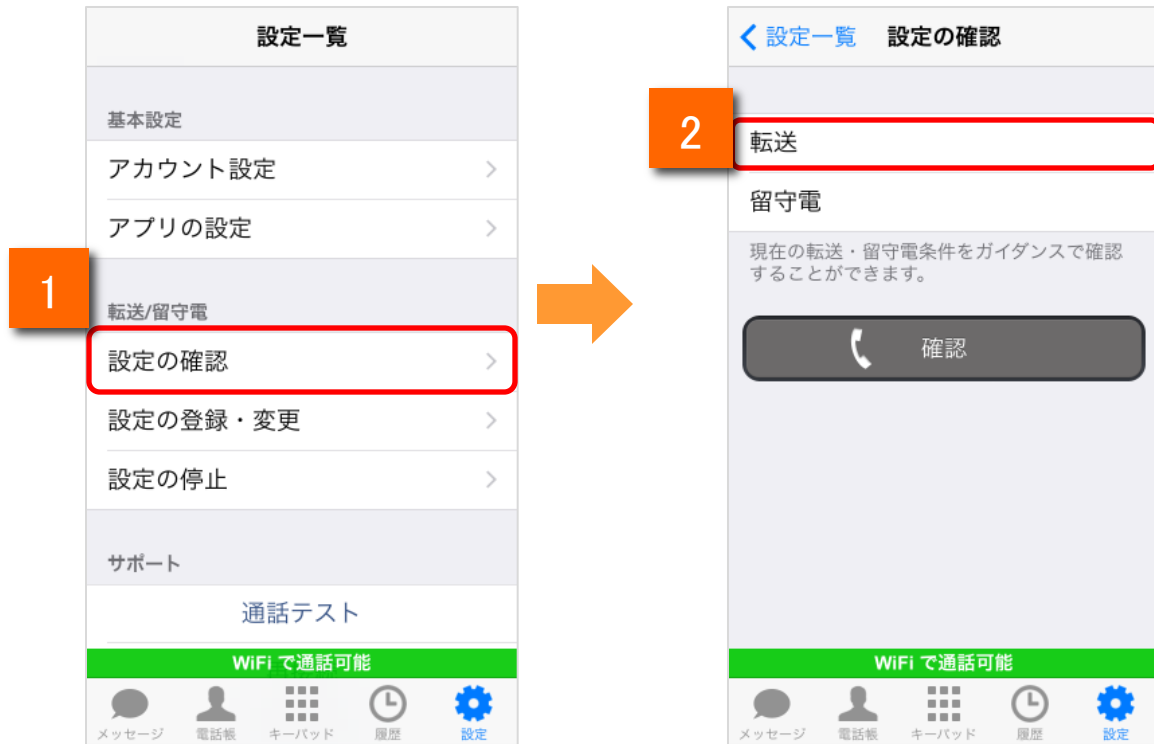 設定一覧
基本設定
アカウント設定
アプリの設定
1
転送/留守電
設定の確認
設定の登録・変更
設定の停止
サポート
通話テスト
WiFi で通話可能
メッセージ 電話帳 キーパッド 履歴 設定
設定一覧 設定の確認
2
転送
留守電
現在の転送・留守電条件をガイダンスで確認
することができます。
確認
WiFi で通話可能
メッセージ 電話帳 キーパッド 履歴 設定